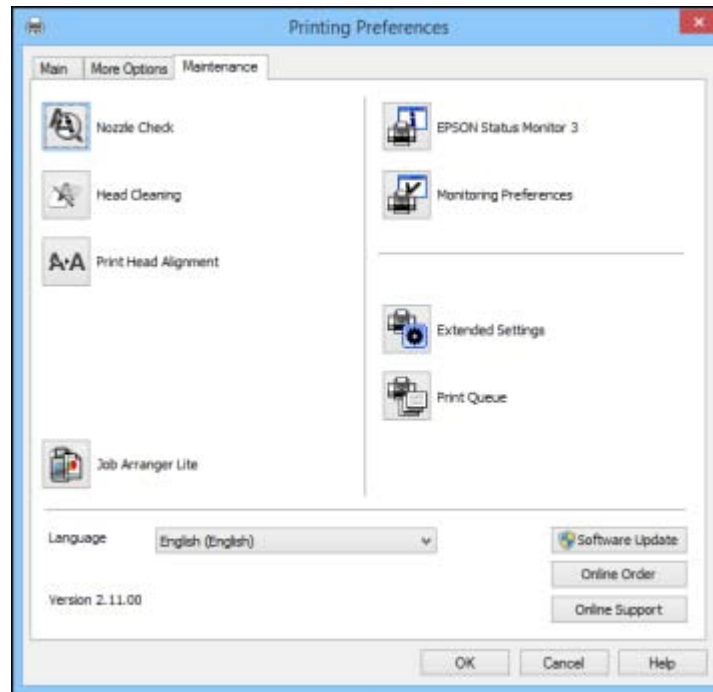 Printing Preferences
Main
More Options
Maintenance
Nozzle Check
EPSON Status Monitor 3
Head Cleaning
Monitoring Preferences
Print Head Alignment
Extended Settings
Print Queue
Job Arranger Lite
Language
English (English)
Software Update
Online Order
Version 2.11.00
Online Support
OK
Cancel
Help